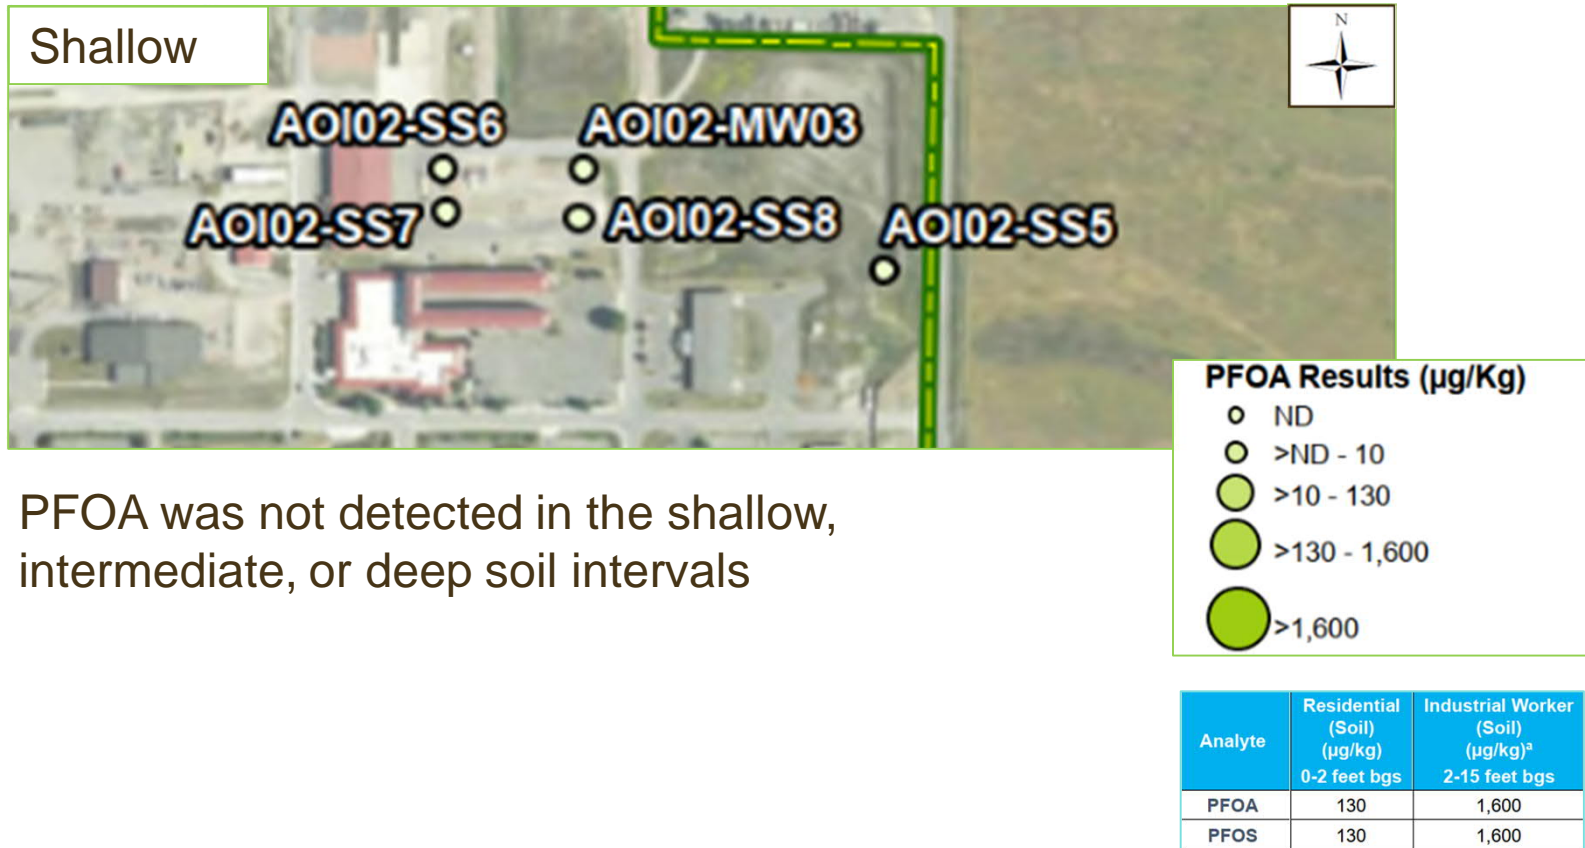 Shallow
N
AOI02-SS6
AOI02-MW03
AOI02-SS7
AOI02-SS8
AOI02-SS5
PFOA Results (µg/Kg)
ND
>ND - 10
>10 - 130
>130 - 1,600
>1,600
PFOA was not detected in the shallow,
intermediate, or deep soil intervals
Analyte
Residential
(Soil)
(µg/kg)
0-2 feet bgs
Industrial Worker
(Soil)
(µg/kg)ª
2-15 feet bgs
PFOA 130 1,600
PFOS 130 1,600